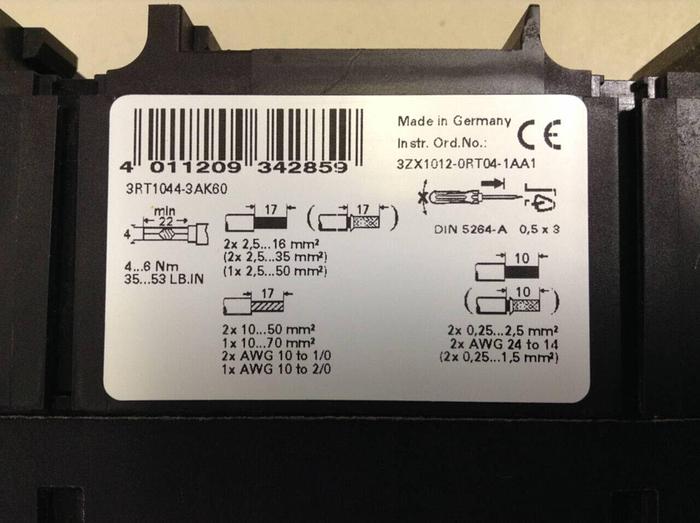 4 011209 342859
Made in Germany
Instr. Ord.No.:
CE
3ZX1012-0RT04-1AA1
3RT1044-3AK60
min
22
4
4...6 Nm
35...53 LB.IN
17
( 17 )
2x 2,5...16 mm²
(2x 2,5...35 mm²)
(1x 2,5...50 mm²)
17
2x 10...50 mm²
1x 10...70 mm²
2x AWG 10 to 1/0
1x AWG 10 to 2/0
DIN 5264-A 0,5 x 3
10
( 10 )
2x 0,25...2,5 mm²
2x AWG 24 to 14
(2x 0,25...1,5 mm²)